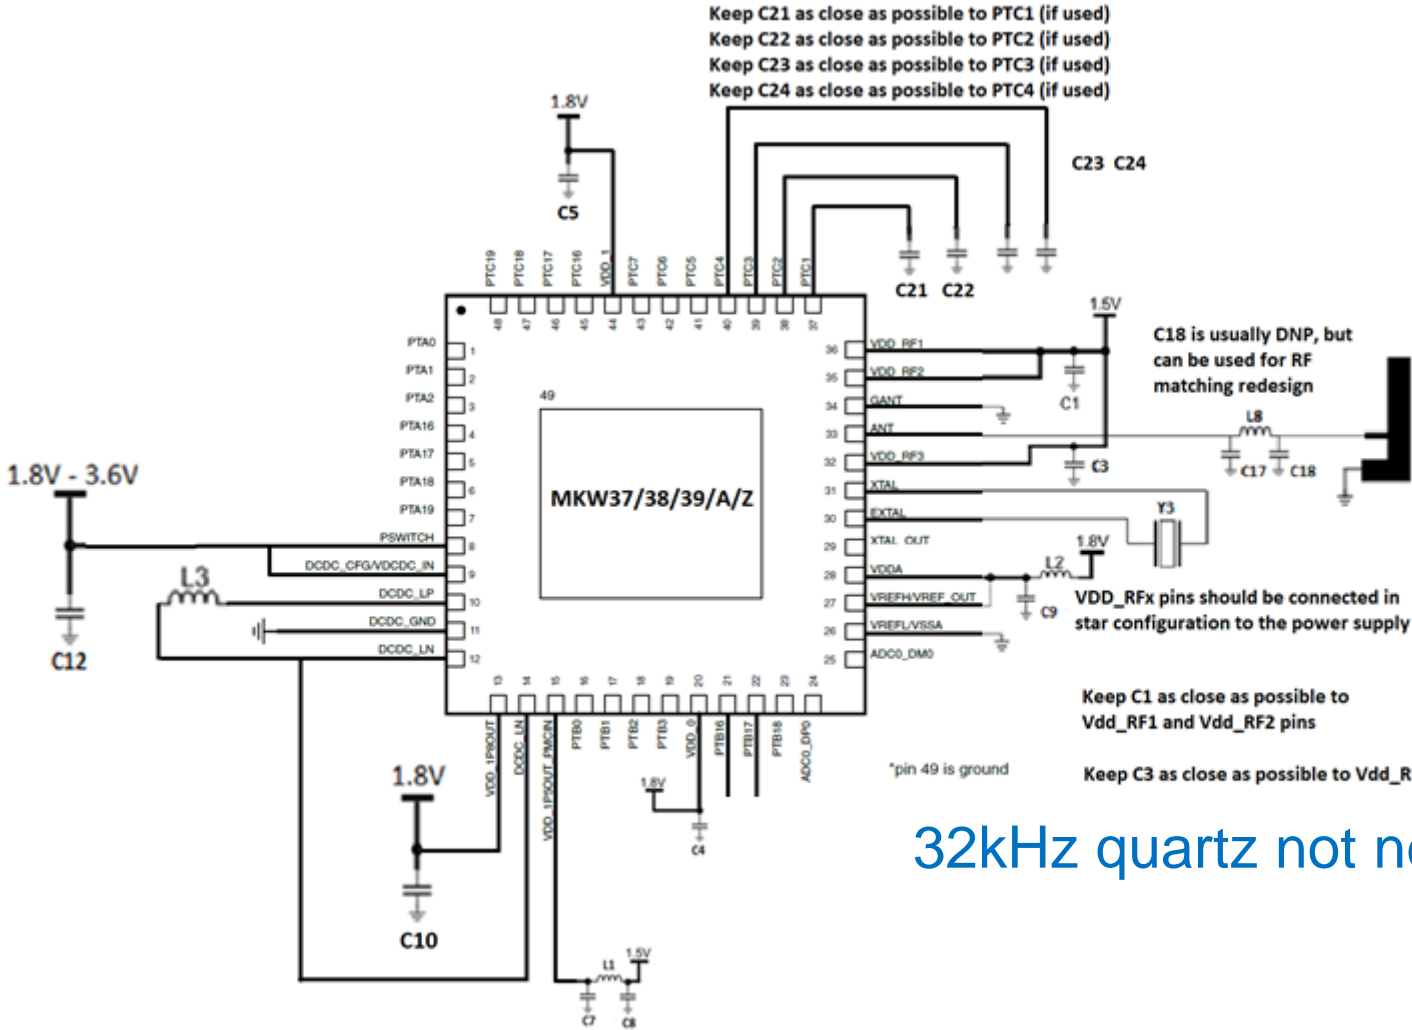 Keep C21 as close as possible to PTC1 (if used)
Keep C22 as close as possible to PTC2 (if used)
Keep C23 as close as possible to PTC3 (if used)
Keep C24 as close as possible to PTC4 (if used)
1.8V
C5
C23 C24
C21 C22
PTC19
PTC18
PTC17
PTC16
VDD_1
PTC7
PTC6
PTC5
PTC4
PTC3
PTC2
PTC1
48
47
46
45
44
43
42
41
40
39
38
37
1.5V
C18 is usually DNP, but
can be used for RF
matching redesign
PTA0
1
PTA1
2
PTA2
3
PTA16
4
PTA17
5
PTA18
6
PTA19
7
PSWITCH
8
DCDC_CFG/VDCDC_IN
9
DCDC_LP
10
DCDC_GND
11
DCDC_LN
12
49
MKW37/38/39/A/Z
36
VDD_RF1
35
VDD_RF2
34
GANT
33
ANT
32
VDD_RF3
31
XTAL
30
EXTAL
29
XTAL_OUT
28
VDDA
27
VREFH/VREF_OUT
26
VREFL/VSSA
25
ADC0_DM0
C1
C3
L8
C17
C18
Y3
1.8V
L2
C9
1.8V - 3.6V
C12
L3
VDD_RFx pins should be connected in
star configuration to the power supply
13
14
15
16
17
18
19
20
21
22
23
24
VDD_1P8OUT
DCDC_LN
VDD_1P5OUT_PMCIN
PTB0
PTB1
PTB2
PTB3
VDD_0
PTB16
PTB17
PTB18
ADC0_DP0
Keep C1 as close as possible to
Vdd_RF1 and Vdd_RF2 pins
*pin 49 is ground
Keep C3 as close as possible to Vdd_R
1.8V
C10
1.8V
C4
32kHz quartz not n
L1
1.5V
C7
C8